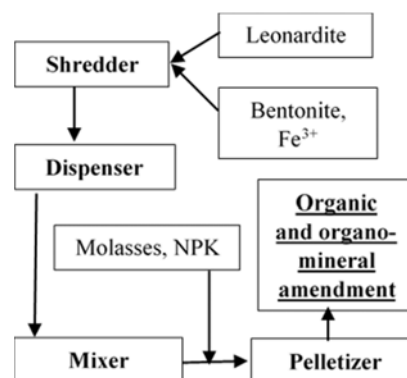 Leonardite
Shredder
Bentonite,
Fe³⁺
Dispenser
Organic
and organo-
mineral
amendment
Molasses, NPK
Mixer
Pelletizer